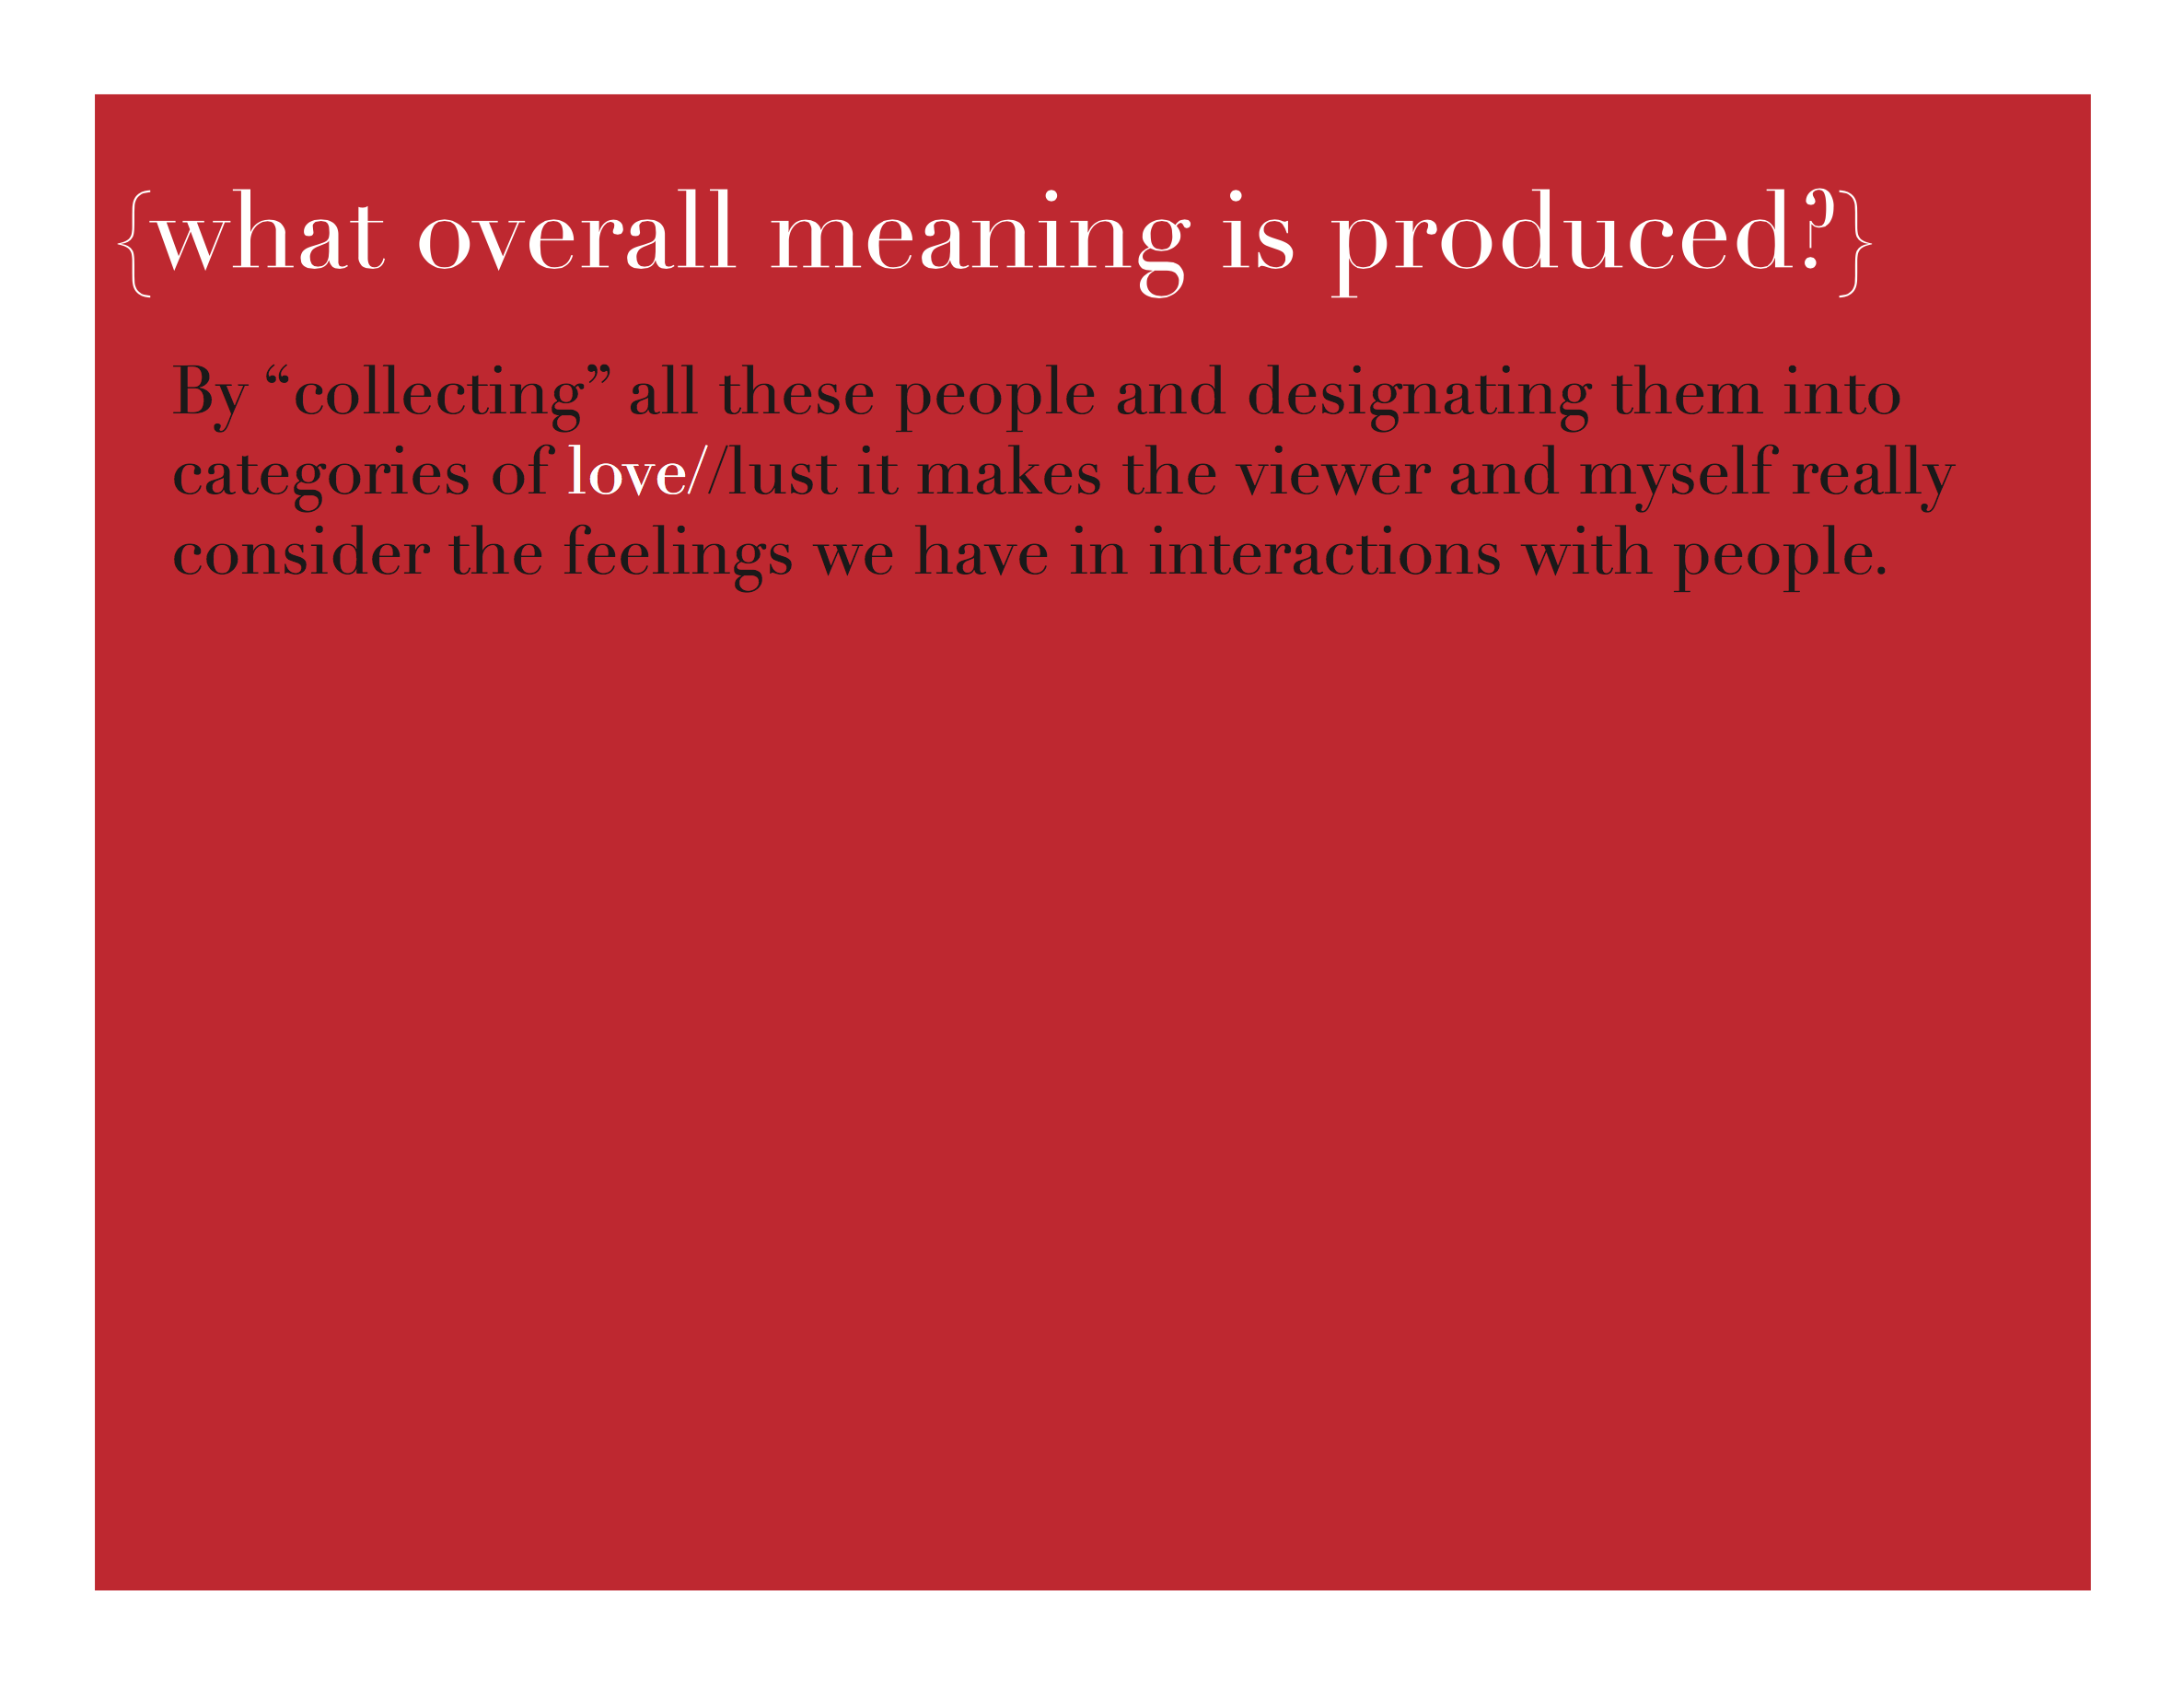 {what overall meaning is produced?}
By “collecting” all these people and designating them into
categories of love//lust it makes the viewer and myself really
consider the feelings we have in interactions with people.